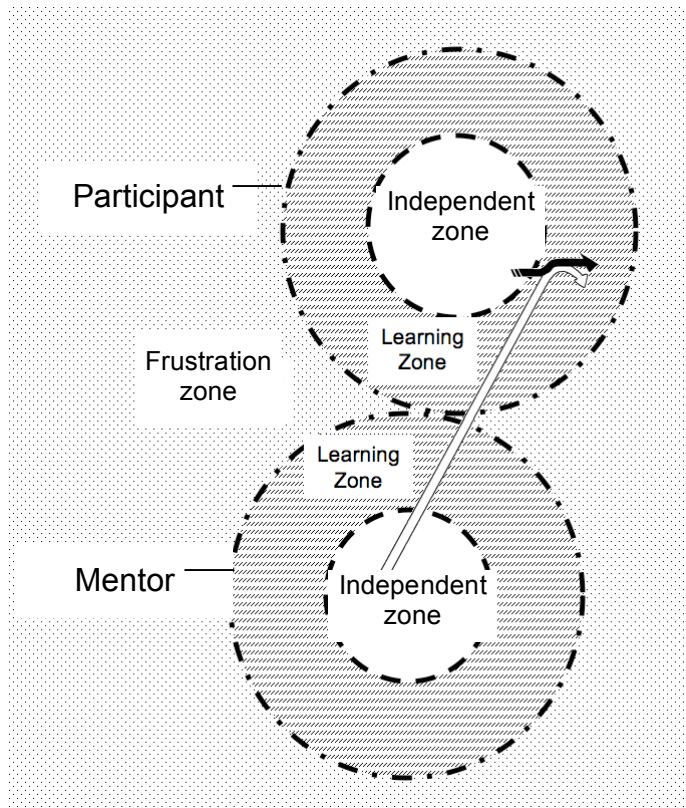 Participant
Independent
zone
Learning
Zone
Frustration
zone
Learning
Zone
Mentor
Independent
zone